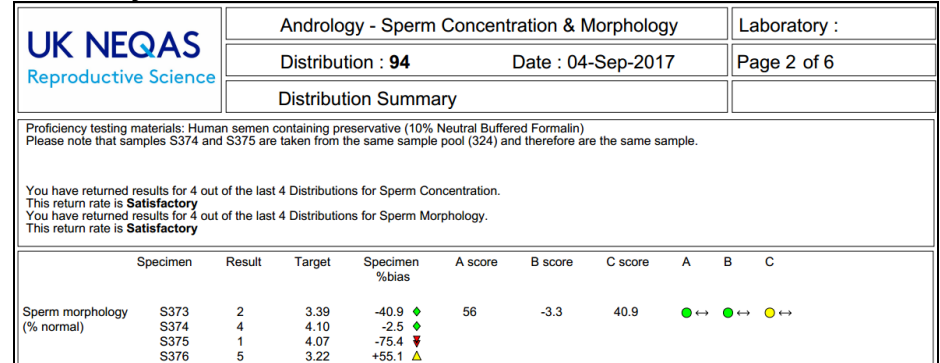 UK NEQAS
Reproductive Science
Andrology - Sperm Concentration & Morphology
Laboratory :
Distribution : 94 Date : 04-Sep-2017
Page 2 of 6
Distribution Summary
Proficiency testing materials: Human semen containing preservative (10% Neutral Buffered Formalin)
Please note that samples S374 and S375 are taken from the same sample pool (324) and therefore are the same sample.
You have returned results for 4 out of the last 4 Distributions for Sperm Concentration.
This return rate is Satisfactory
You have returned results for 4 out of the last 4 Distributions for Sperm Morphology.
This return rate is Satisfactory
Specimen Result Target Specimen A score B score C score A B C
%bias
Sperm morphology S373 2 3.39 -40.9 56 -3.3 40.9 ↔ ↔ ↔
(% normal) S374 4 4.10 -2.5
S375 1 4.07 -75.4
S376 5 3.22 +55.1